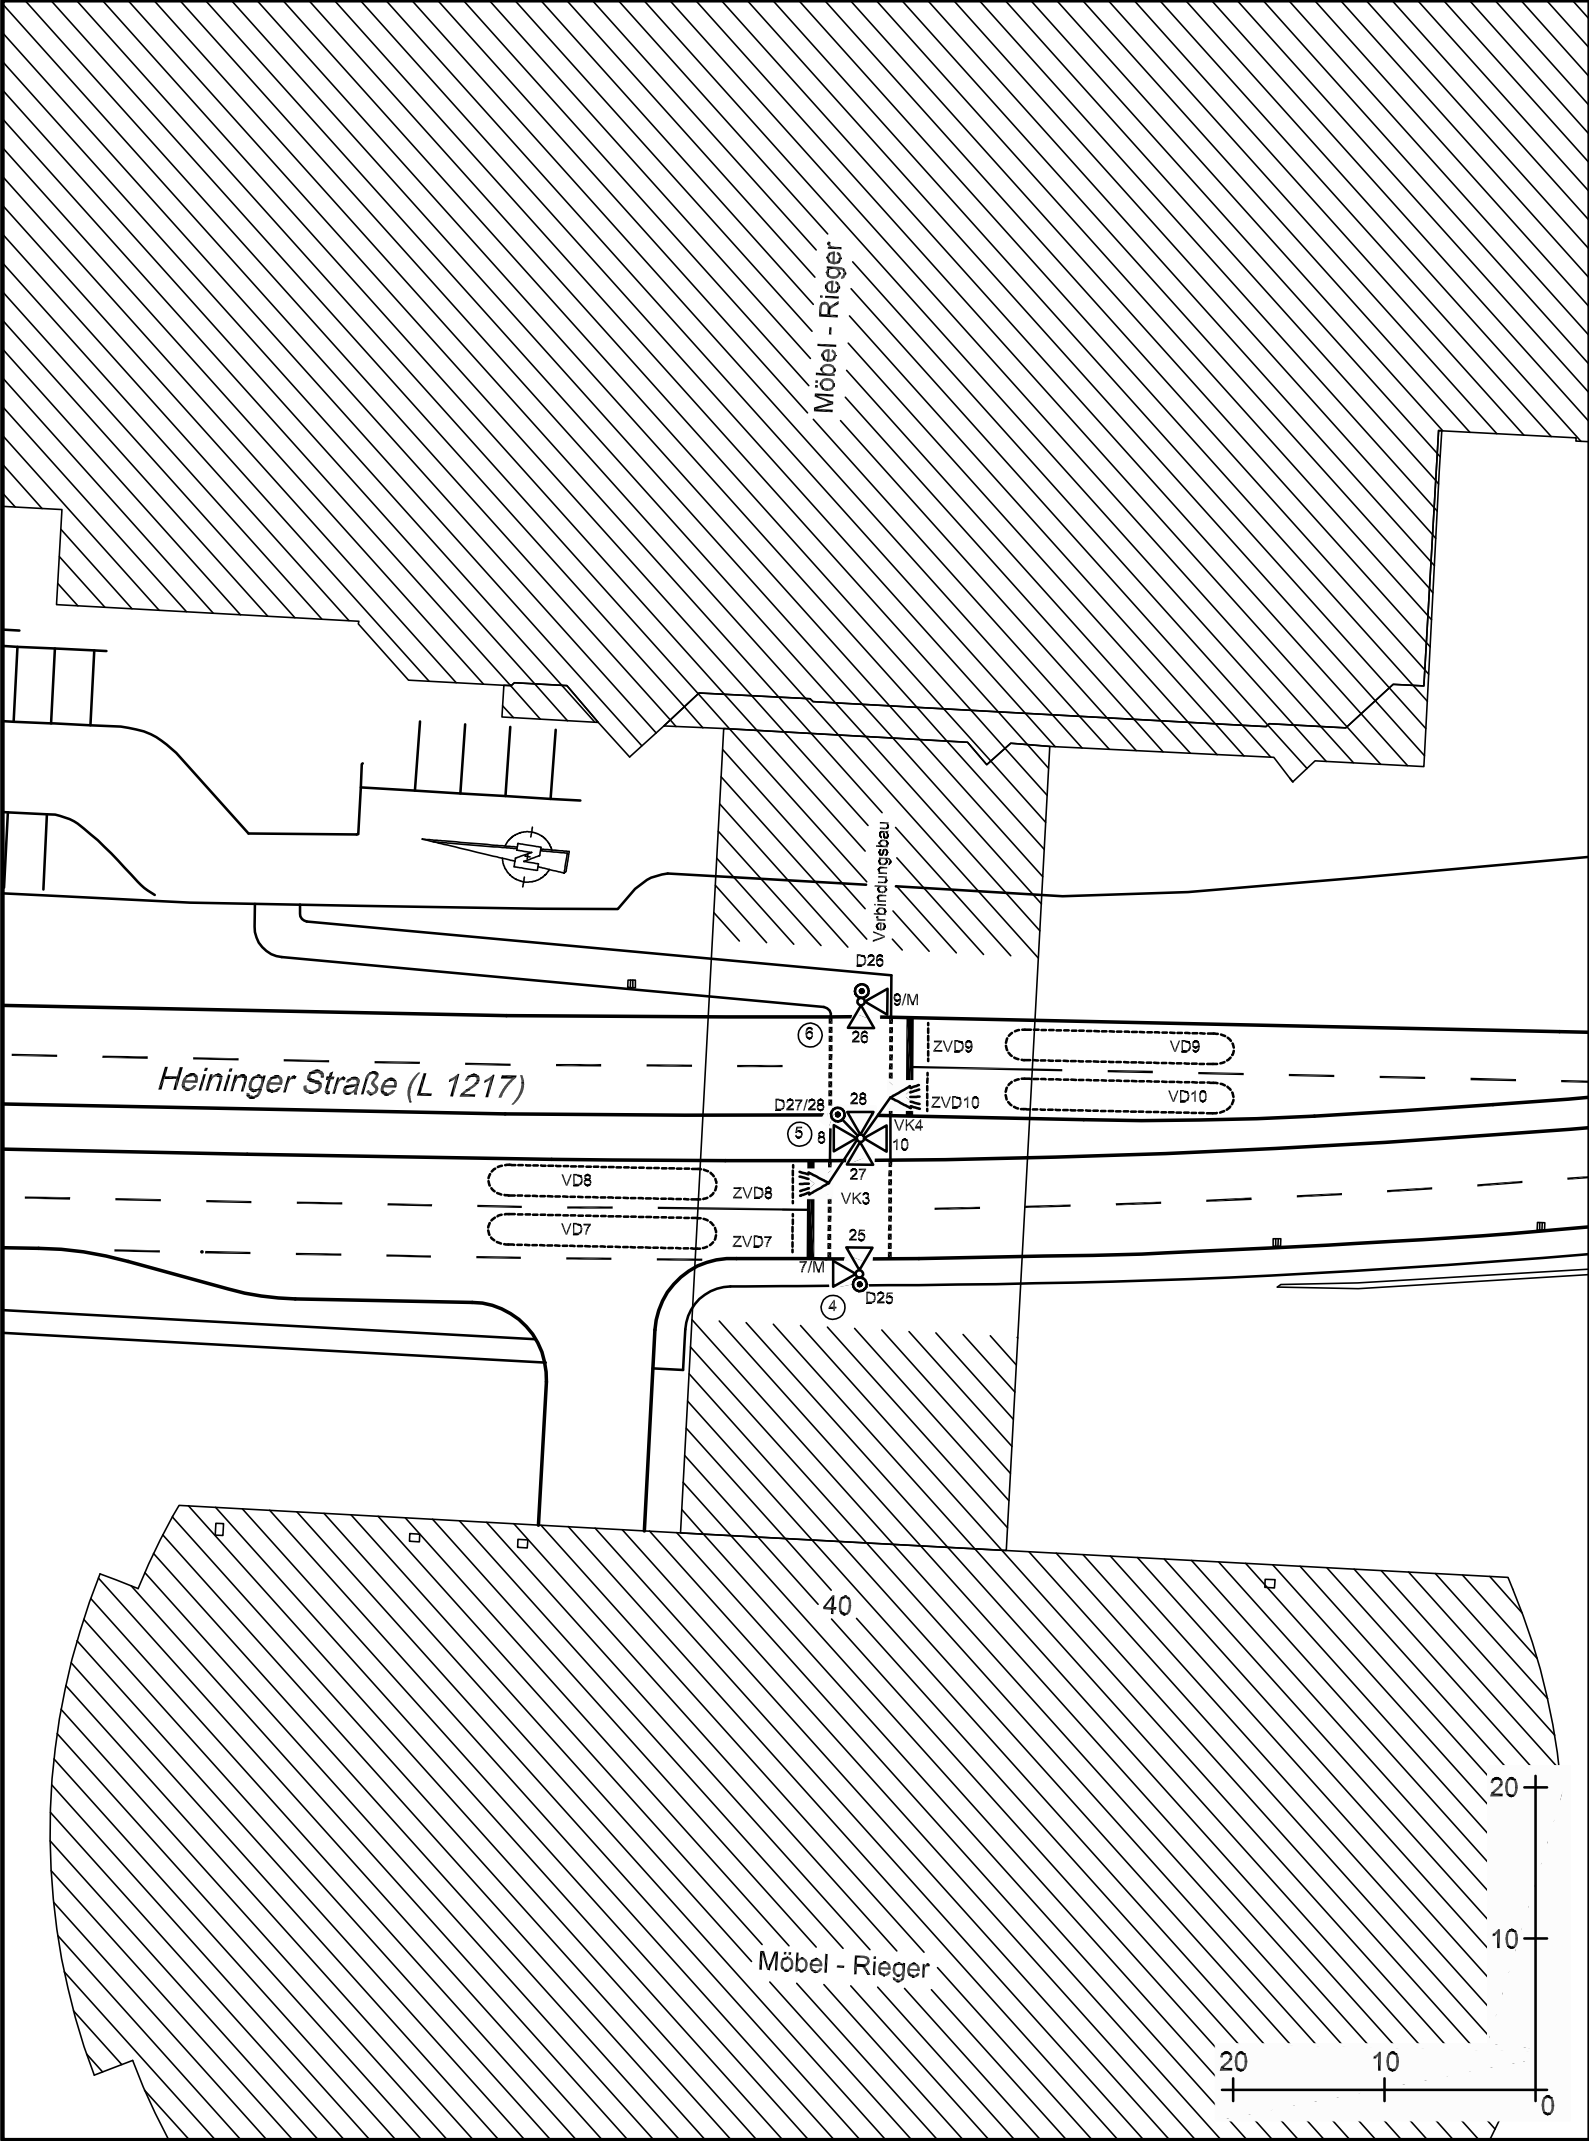 Möbel - Rieger
Verbindungsbau
N
D26
9/M
6
26
ZVD9
VD9
Heininger Straße (L 1217)
D27/28
28
ZVD10
VD10
VK4
5
8
10
27
VD8
ZVD8
VK3
VD7
ZVD7
25
7/M
D25
4
40
20
10
Möbel - Rieger
20
10
0